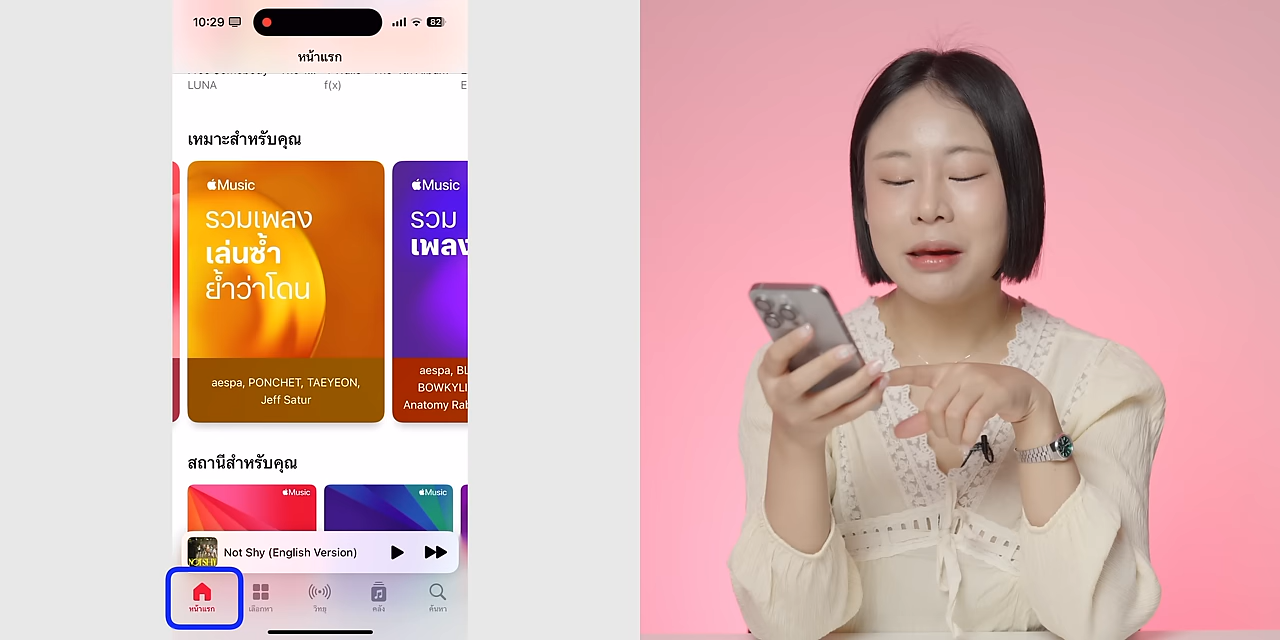 10:29
82
หน้าแรก
LUNA
f(x)
E
เหมาะสำหรับคุณ
Music
รวมเพลง
เล่นซ้ำ
ย้ำว่าโดน
aespa, PONCHET, TAEYEON,
Jeff Satur
Music
รวม
เพลง
aespa, BL
BOWKYLI
Anatomy Rab
สถานีสำหรับคุณ
Music
Music
Not Shy (English Version)
หน้าแรก
เลือกหา
วิทยุ
คลัง
ค้นหา